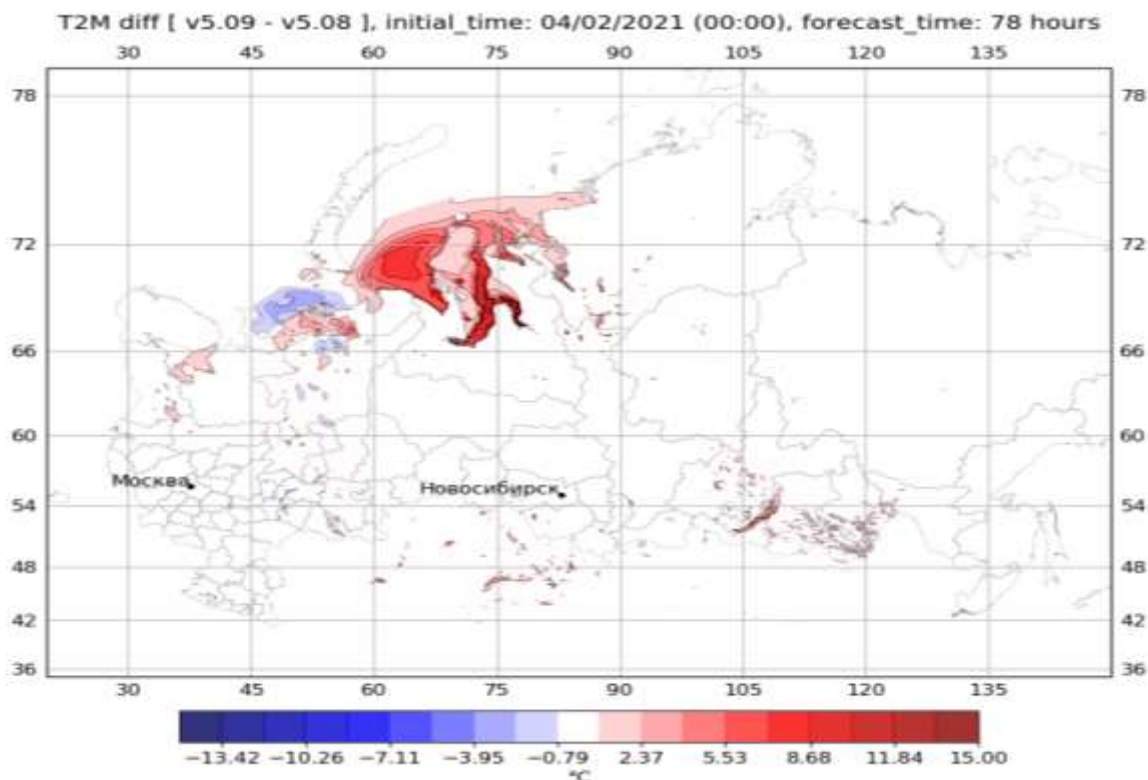 T2M diff [ v5.09 - v5.08 ], initial_time: 04/02/2021 (00:00), forecast_time: 78 hours
30 45 60 75 90 105 120 135
78 78
72 72
66 66
60 60
Москва
Новосибирск
54 54
48 48
42 42
36 36
30 45 60 75 90 105 120 135
−13.42 −10.26 −7.11 −3.95 −0.79 2.37 5.53 8.68 11.84 15.00
°C